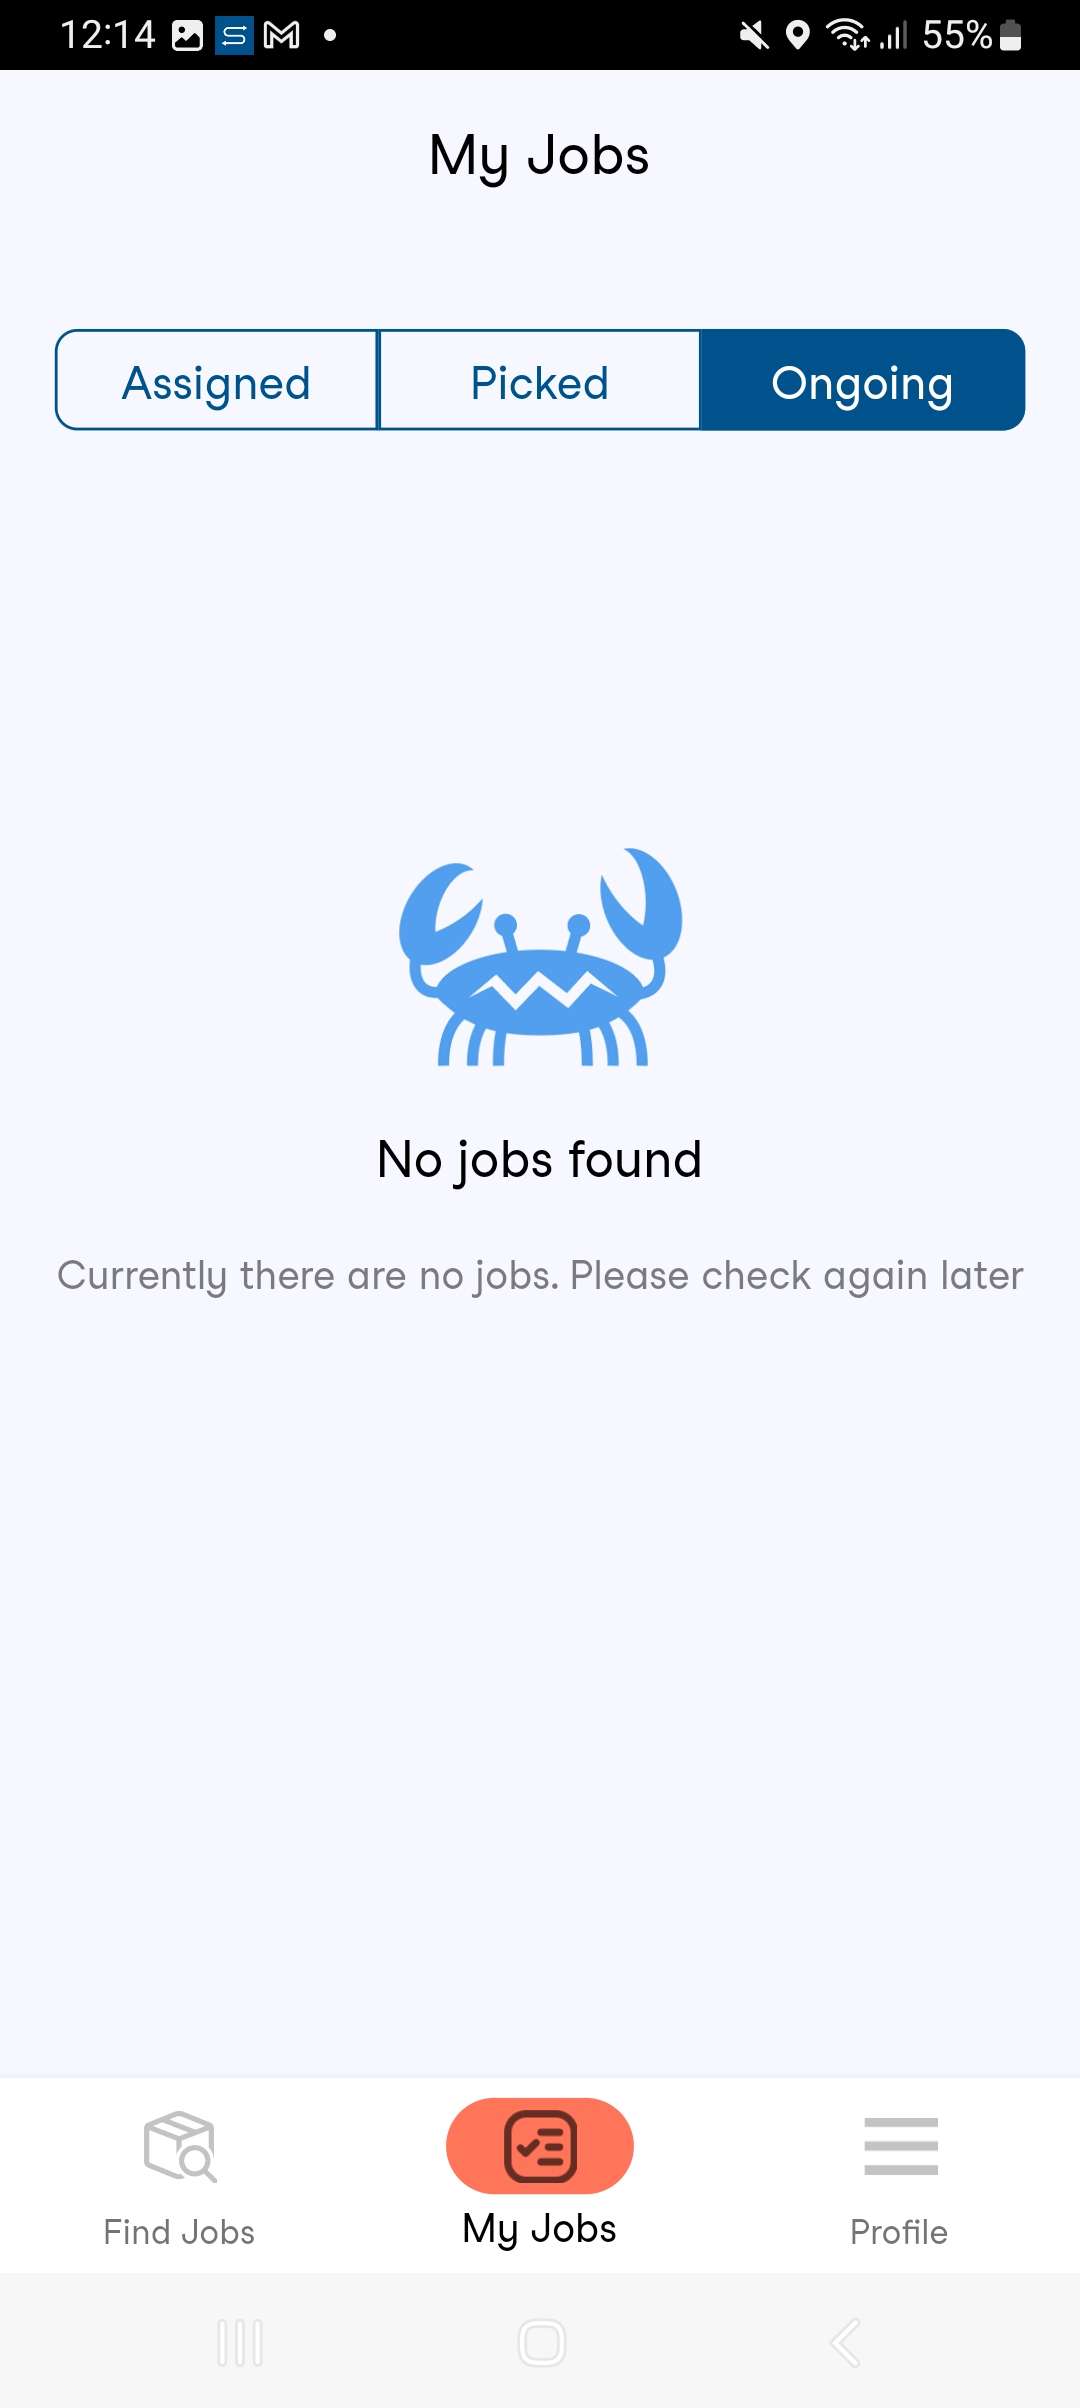 12:14 55%
My Jobs
Assigned Picked Ongoing
No jobs found
Currently there are no jobs. Please check again later
Find Jobs My Jobs Profile